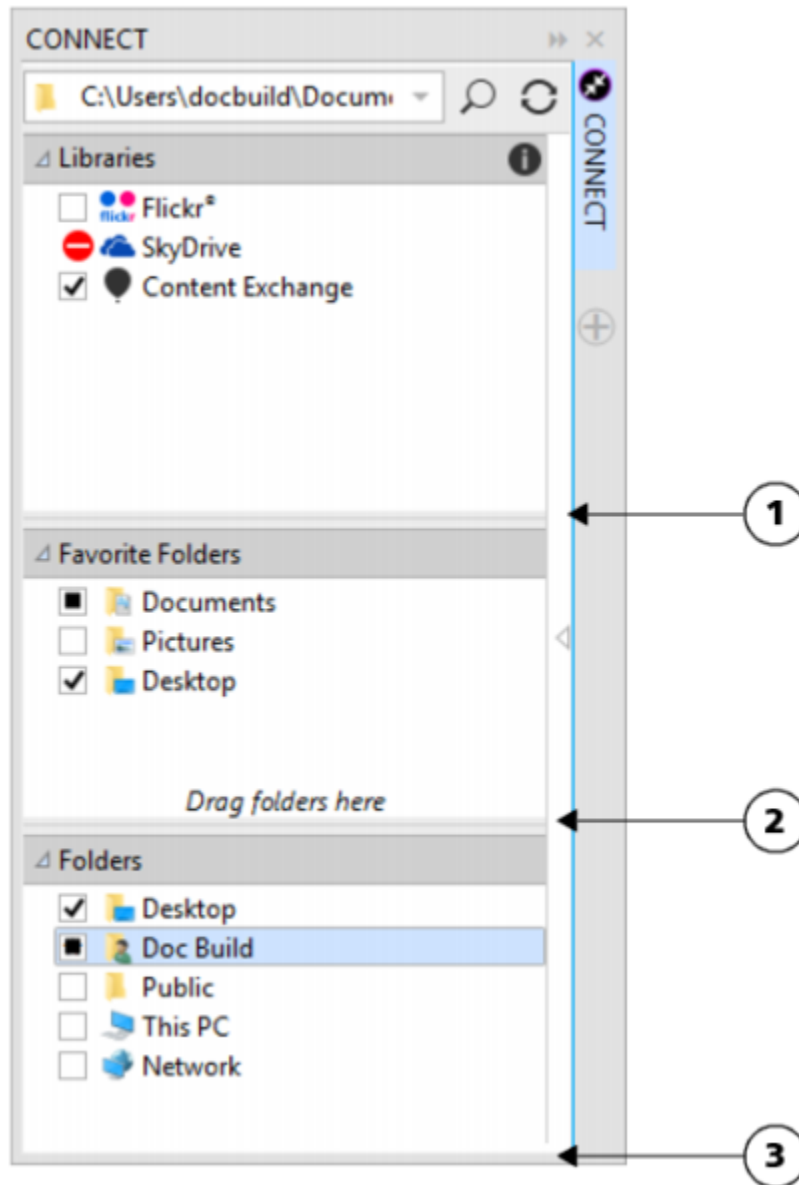 CONNECT
C:\Users\docbuild\Docum
CONNECT
Libraries
flickr Flickr®
SkyDrive
Content Exchange
1
Favorite Folders
Documents
Pictures
Desktop
Drag folders here
2
Folders
Desktop
Doc Build
Public
This PC
Network
3